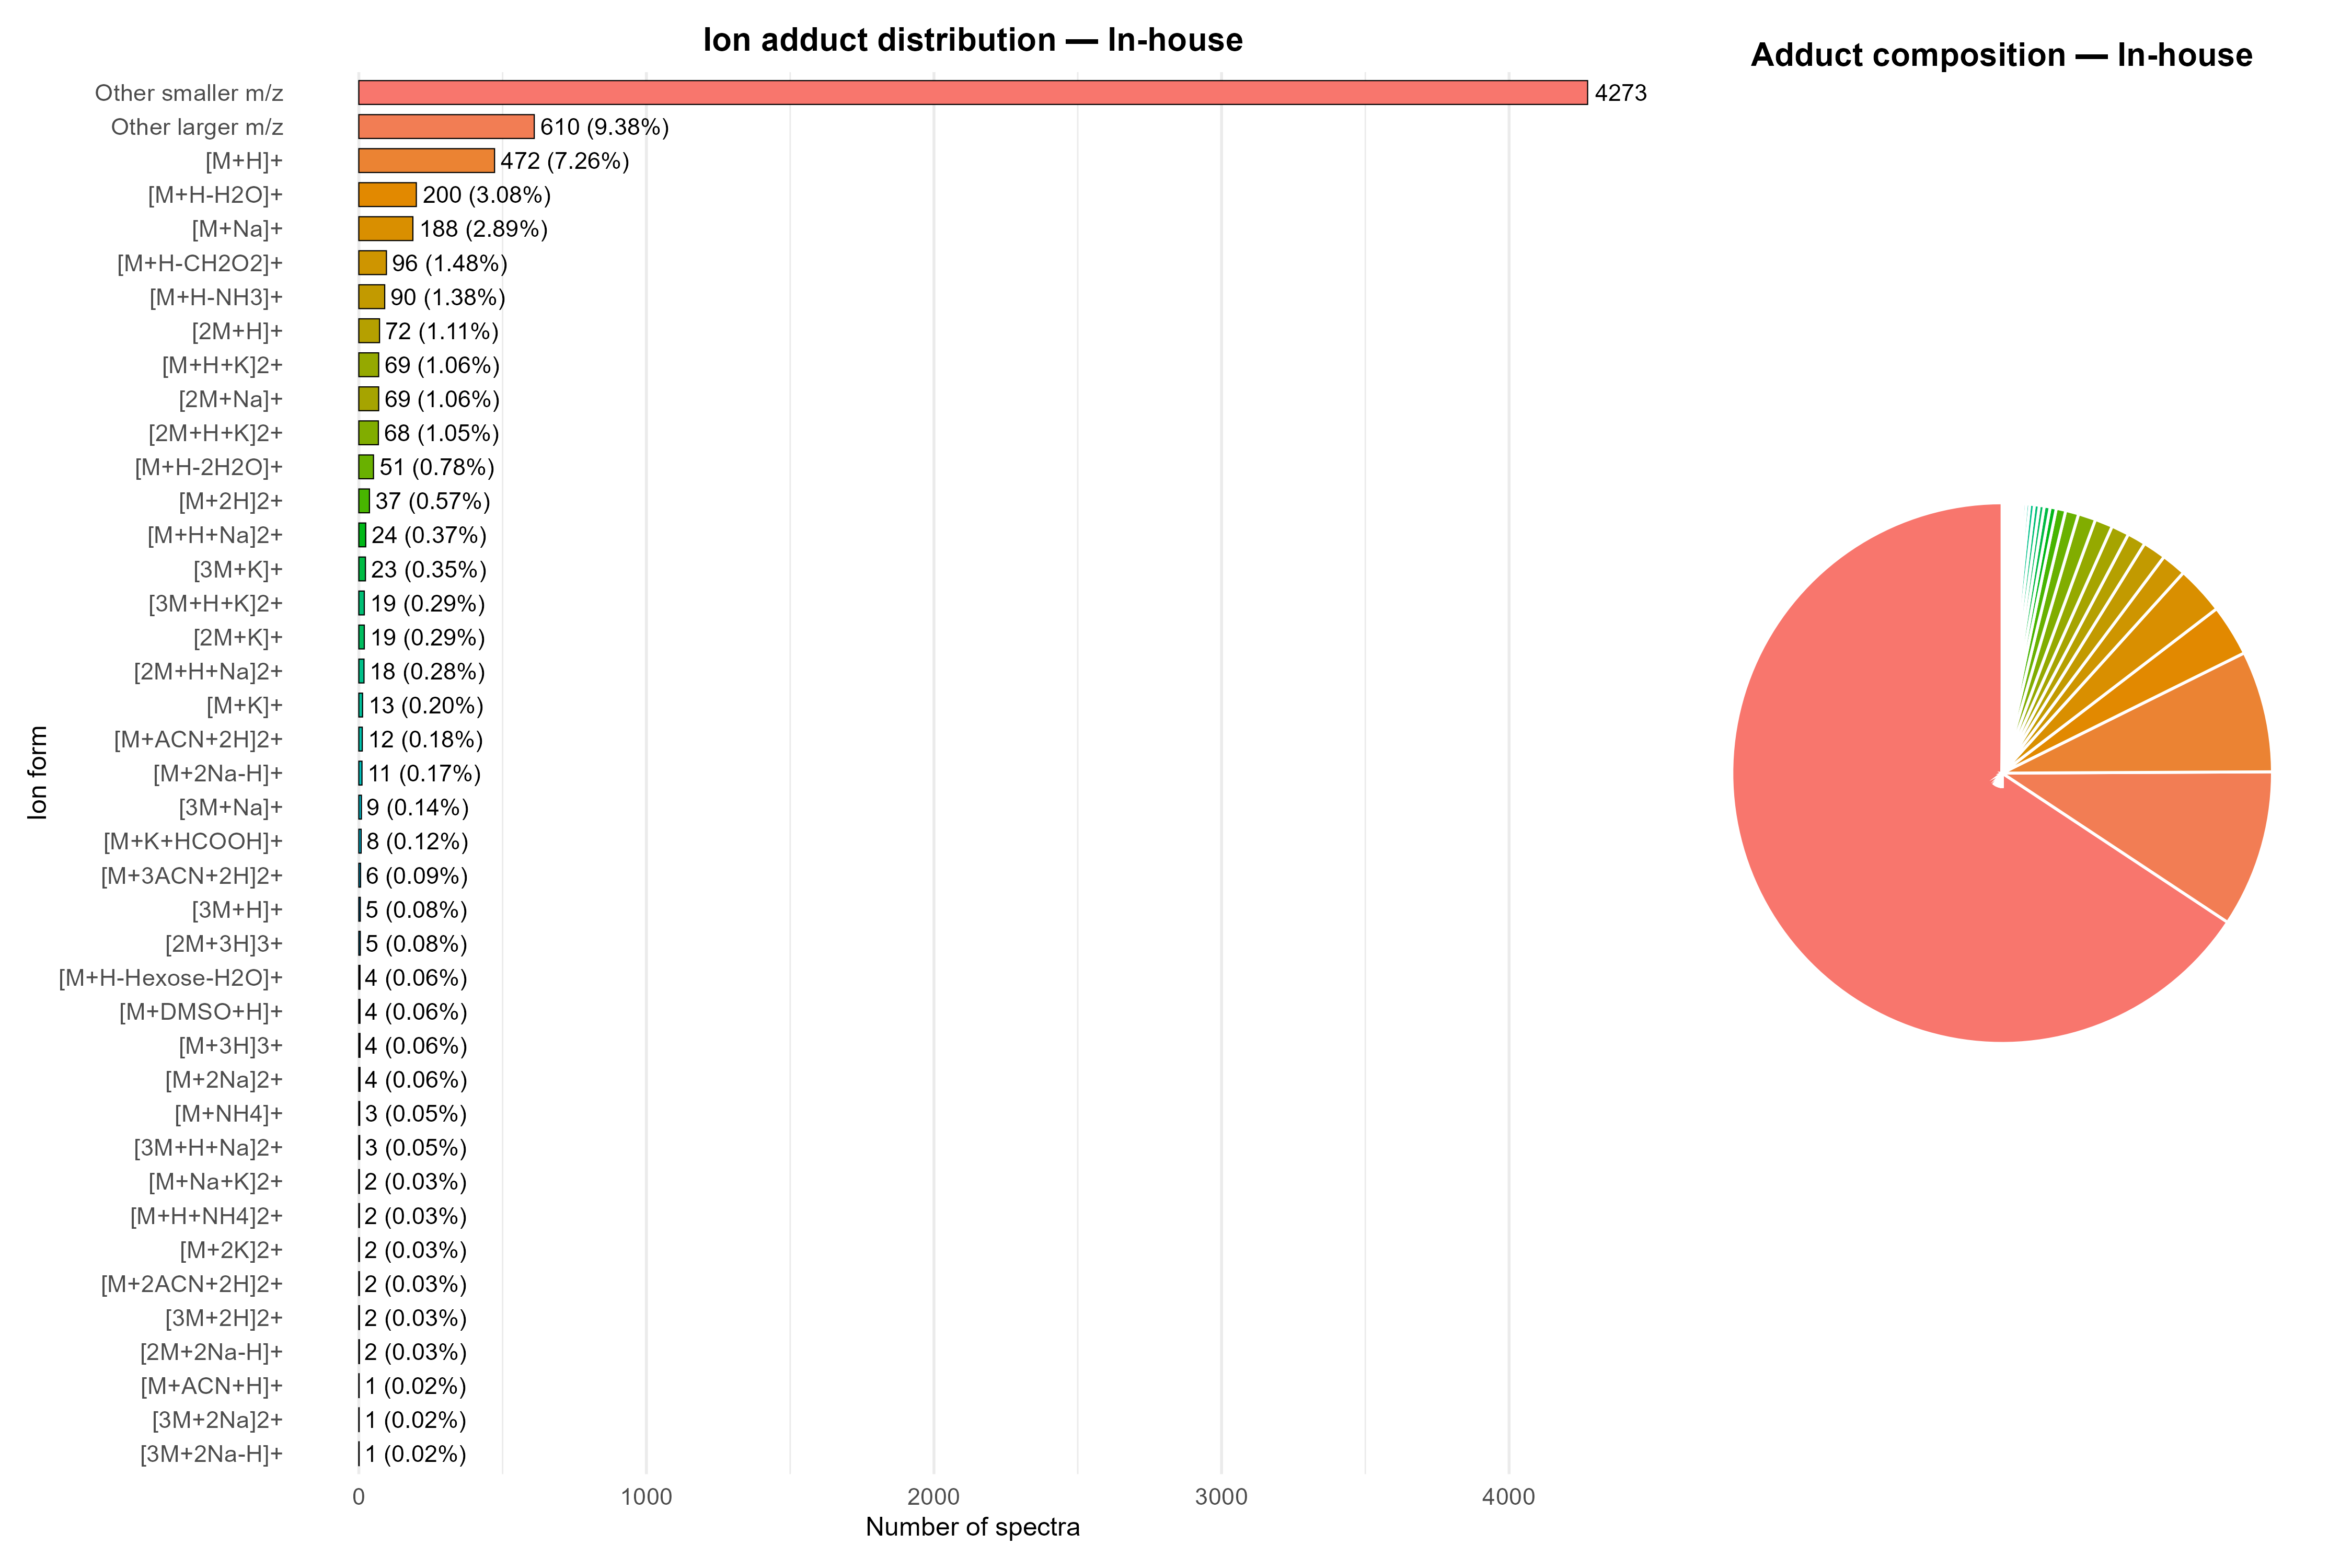 Ion adduct distribution — In-house
Adduct composition — In-house
Other smaller m/z 4273
Other larger m/z 610 (9.38%)
[M+H]+ 472 (7.26%)
[M+H-H2O]+ 200 (3.08%)
[M+Na]+ 188 (2.89%)
[M+H-CH2O2]+ 96 (1.48%)
[M+H-NH3]+ 90 (1.38%)
[2M+H]+ 72 (1.11%)
[M+H+K]2+ 69 (1.06%)
[2M+Na]+ 69 (1.06%)
[2M+H+K]2+ 68 (1.05%)
[M+H-2H2O]+ 51 (0.78%)
[M+2H]2+ 37 (0.57%)
[M+H+Na]2+ 24 (0.37%)
[3M+K]+ 23 (0.35%)
[3M+H+K]2+ 19 (0.29%)
[2M+K]+ 19 (0.29%)
[2M+H+Na]2+ 18 (0.28%)
[M+K]+ 13 (0.20%)
[M+ACN+2H]2+ 12 (0.18%)
[M+2Na-H]+ 11 (0.17%)
[3M+Na]+ 9 (0.14%)
[M+K+HCOOH]+ 8 (0.12%)
[M+3ACN+2H]2+ 6 (0.09%)
[3M+H]+ 5 (0.08%)
[2M+3H]3+ 5 (0.08%)
[M+H-Hexose-H2O]+ 4 (0.06%)
[M+DMSO+H]+ 4 (0.06%)
[M+3H]3+ 4 (0.06%)
[M+2Na]2+ 4 (0.06%)
[M+NH4]+ 3 (0.05%)
[3M+H+Na]2+ 3 (0.05%)
[M+Na+K]2+ 2 (0.03%)
[M+H+NH4]2+ 2 (0.03%)
[M+2K]2+ 2 (0.03%)
[M+2ACN+2H]2+ 2 (0.03%)
[3M+2H]2+ 2 (0.03%)
[2M+2Na-H]+ 2 (0.03%)
[M+ACN+H]+ 1 (0.02%)
[3M+2Na]2+ 1 (0.02%)
[3M+2Na-H]+ 1 (0.02%)
Ion form
0 1000 2000 3000 4000
Number of spectra